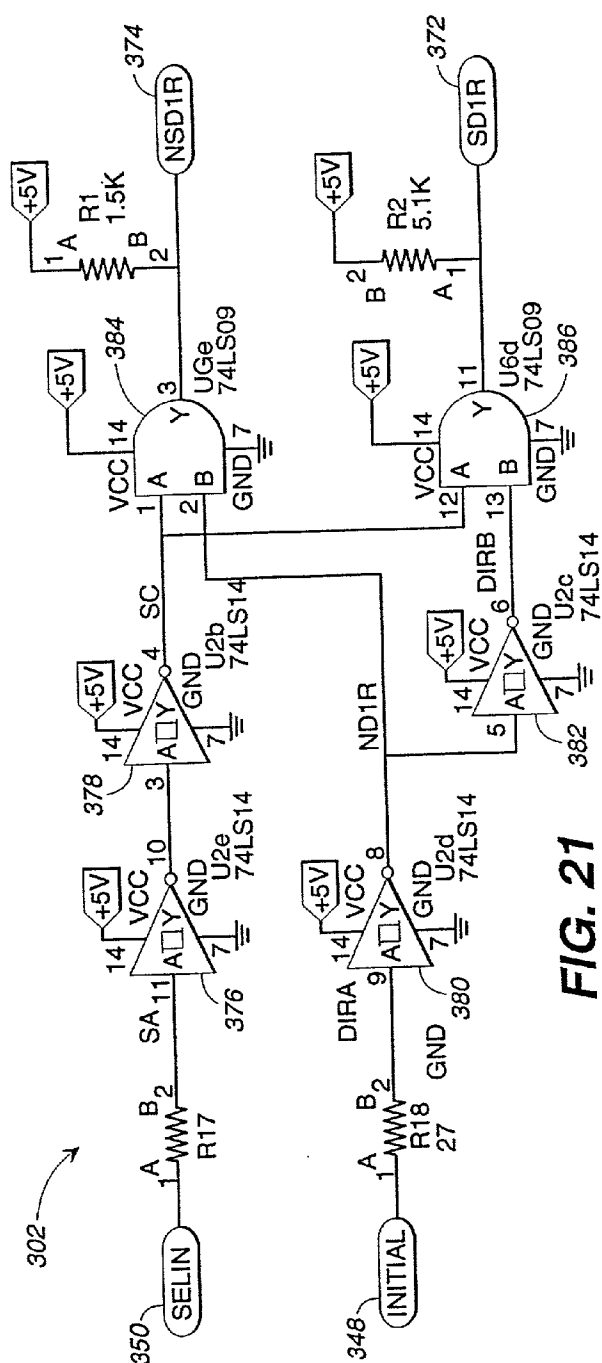 302
350
SELIN
1
A
R17
B
2
SA
11
376
14
+5V
VCC
A Y
GND
7
10
U2e
74LS14
3
378
14
+5V
VCC
A Y
GND
7
4
U2b
74LS14
SC
1
2
A
B
VCC
14
+5V
384
Y
GND
7
3
UGe
74LS09
+5V
1
A
R1
1.5K
B
2
NSD1R
374
348
INITIAL
1
A
R18
27
B
2
DIRA
GND
9
380
14
+5V
VCC
A Y
GND
7
8
U2d
74LS14
ND1R
5
382
14
+5V
VCC
A Y
GND
7
6
U2c
74LS14
DIRB
12
13
A
B
VCC
14
+5V
Y
GND
7
386
11
U6d
74LS09
+5V
2
B
R2
5.1K
A
1
SD1R
372
FIG. 21